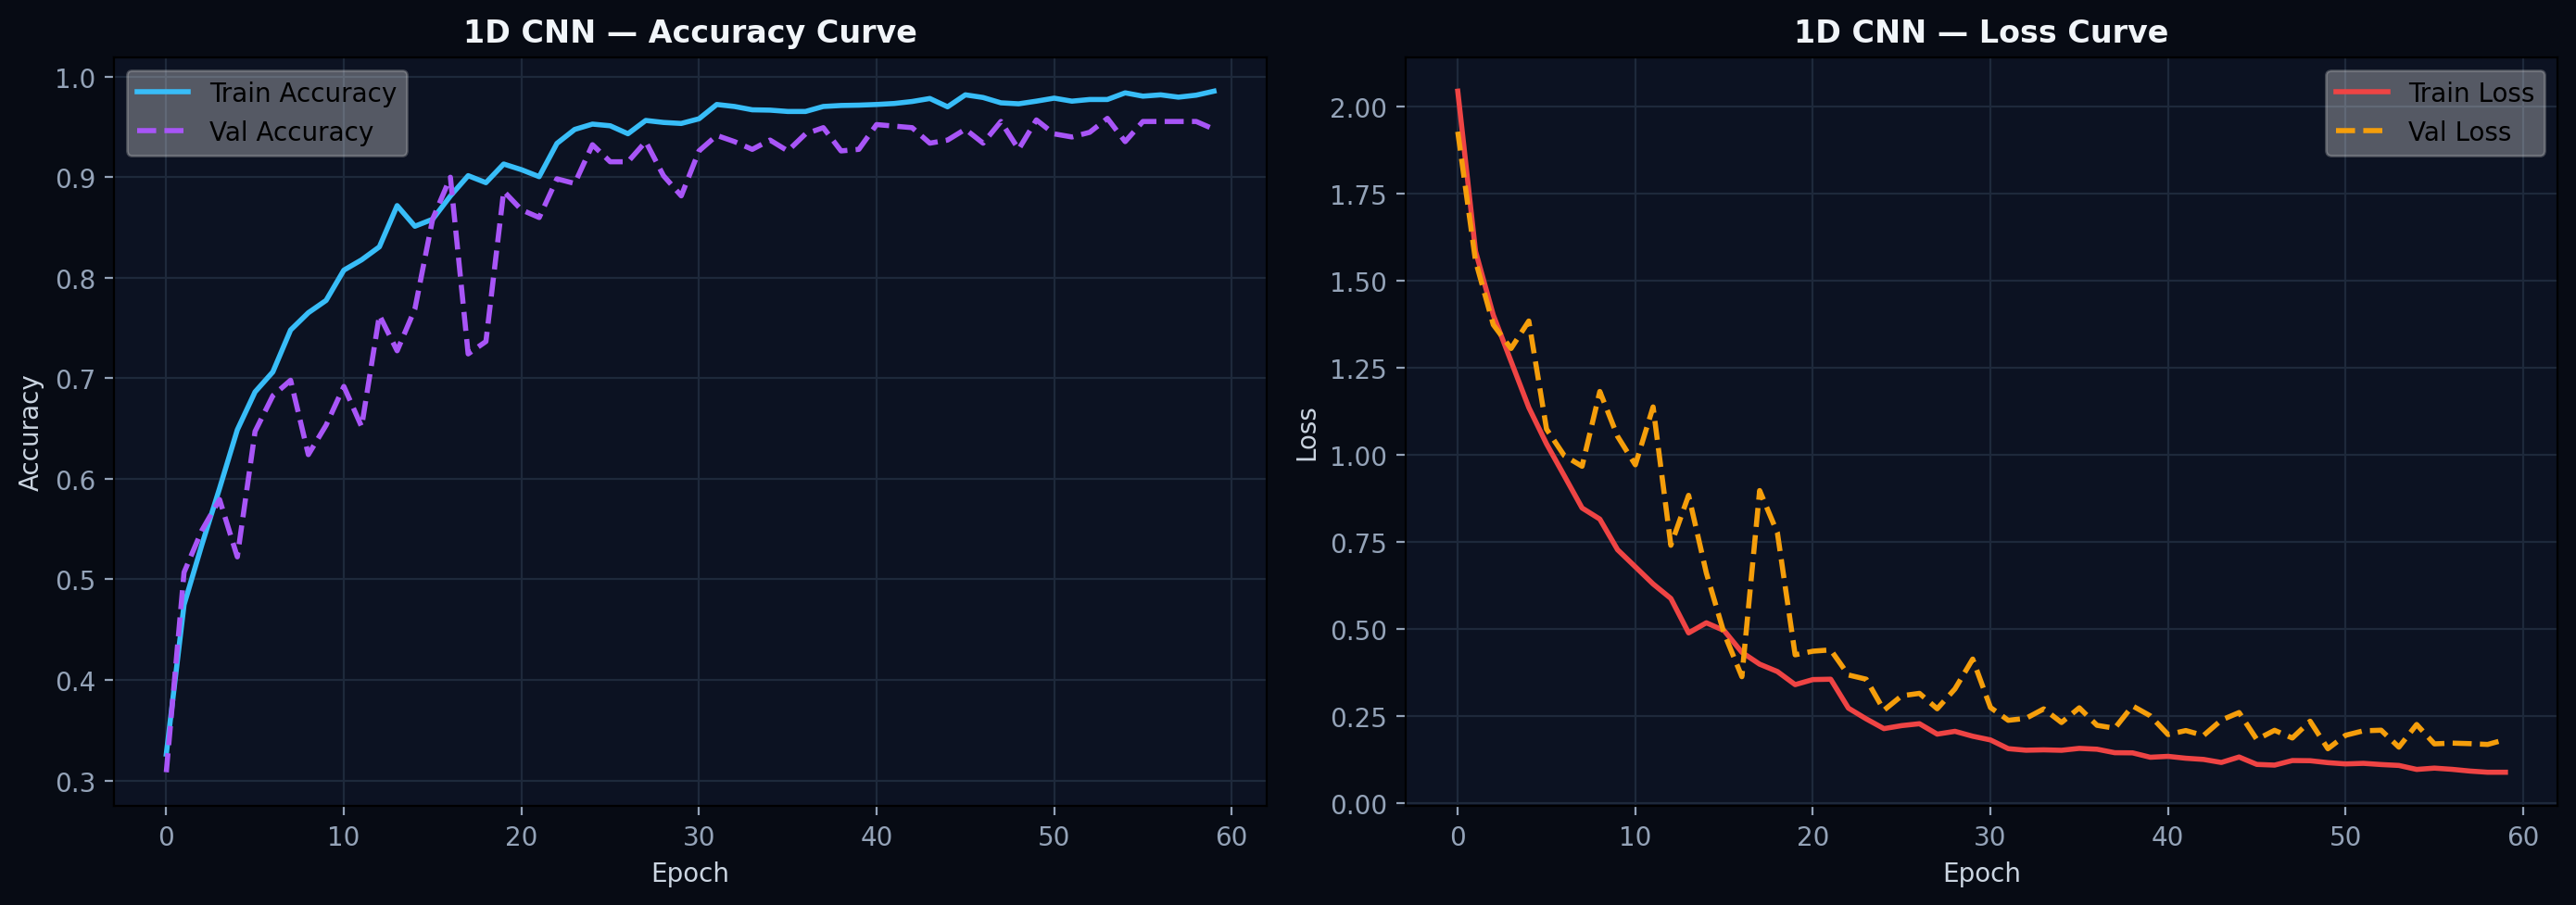 1D CNN — Accuracy Curve
Train Accuracy
Val Accuracy
1.0
0.9
0.8
0.7
0.6
0.5
0.4
0.3
Accuracy
0 10 20 30 40 50 60
Epoch
1D CNN — Loss Curve
Train Loss
Val Loss
2.00
1.75
1.50
1.25
1.00
0.75
0.50
0.25
0.00
Loss
0 10 20 30 40 50 60
Epoch